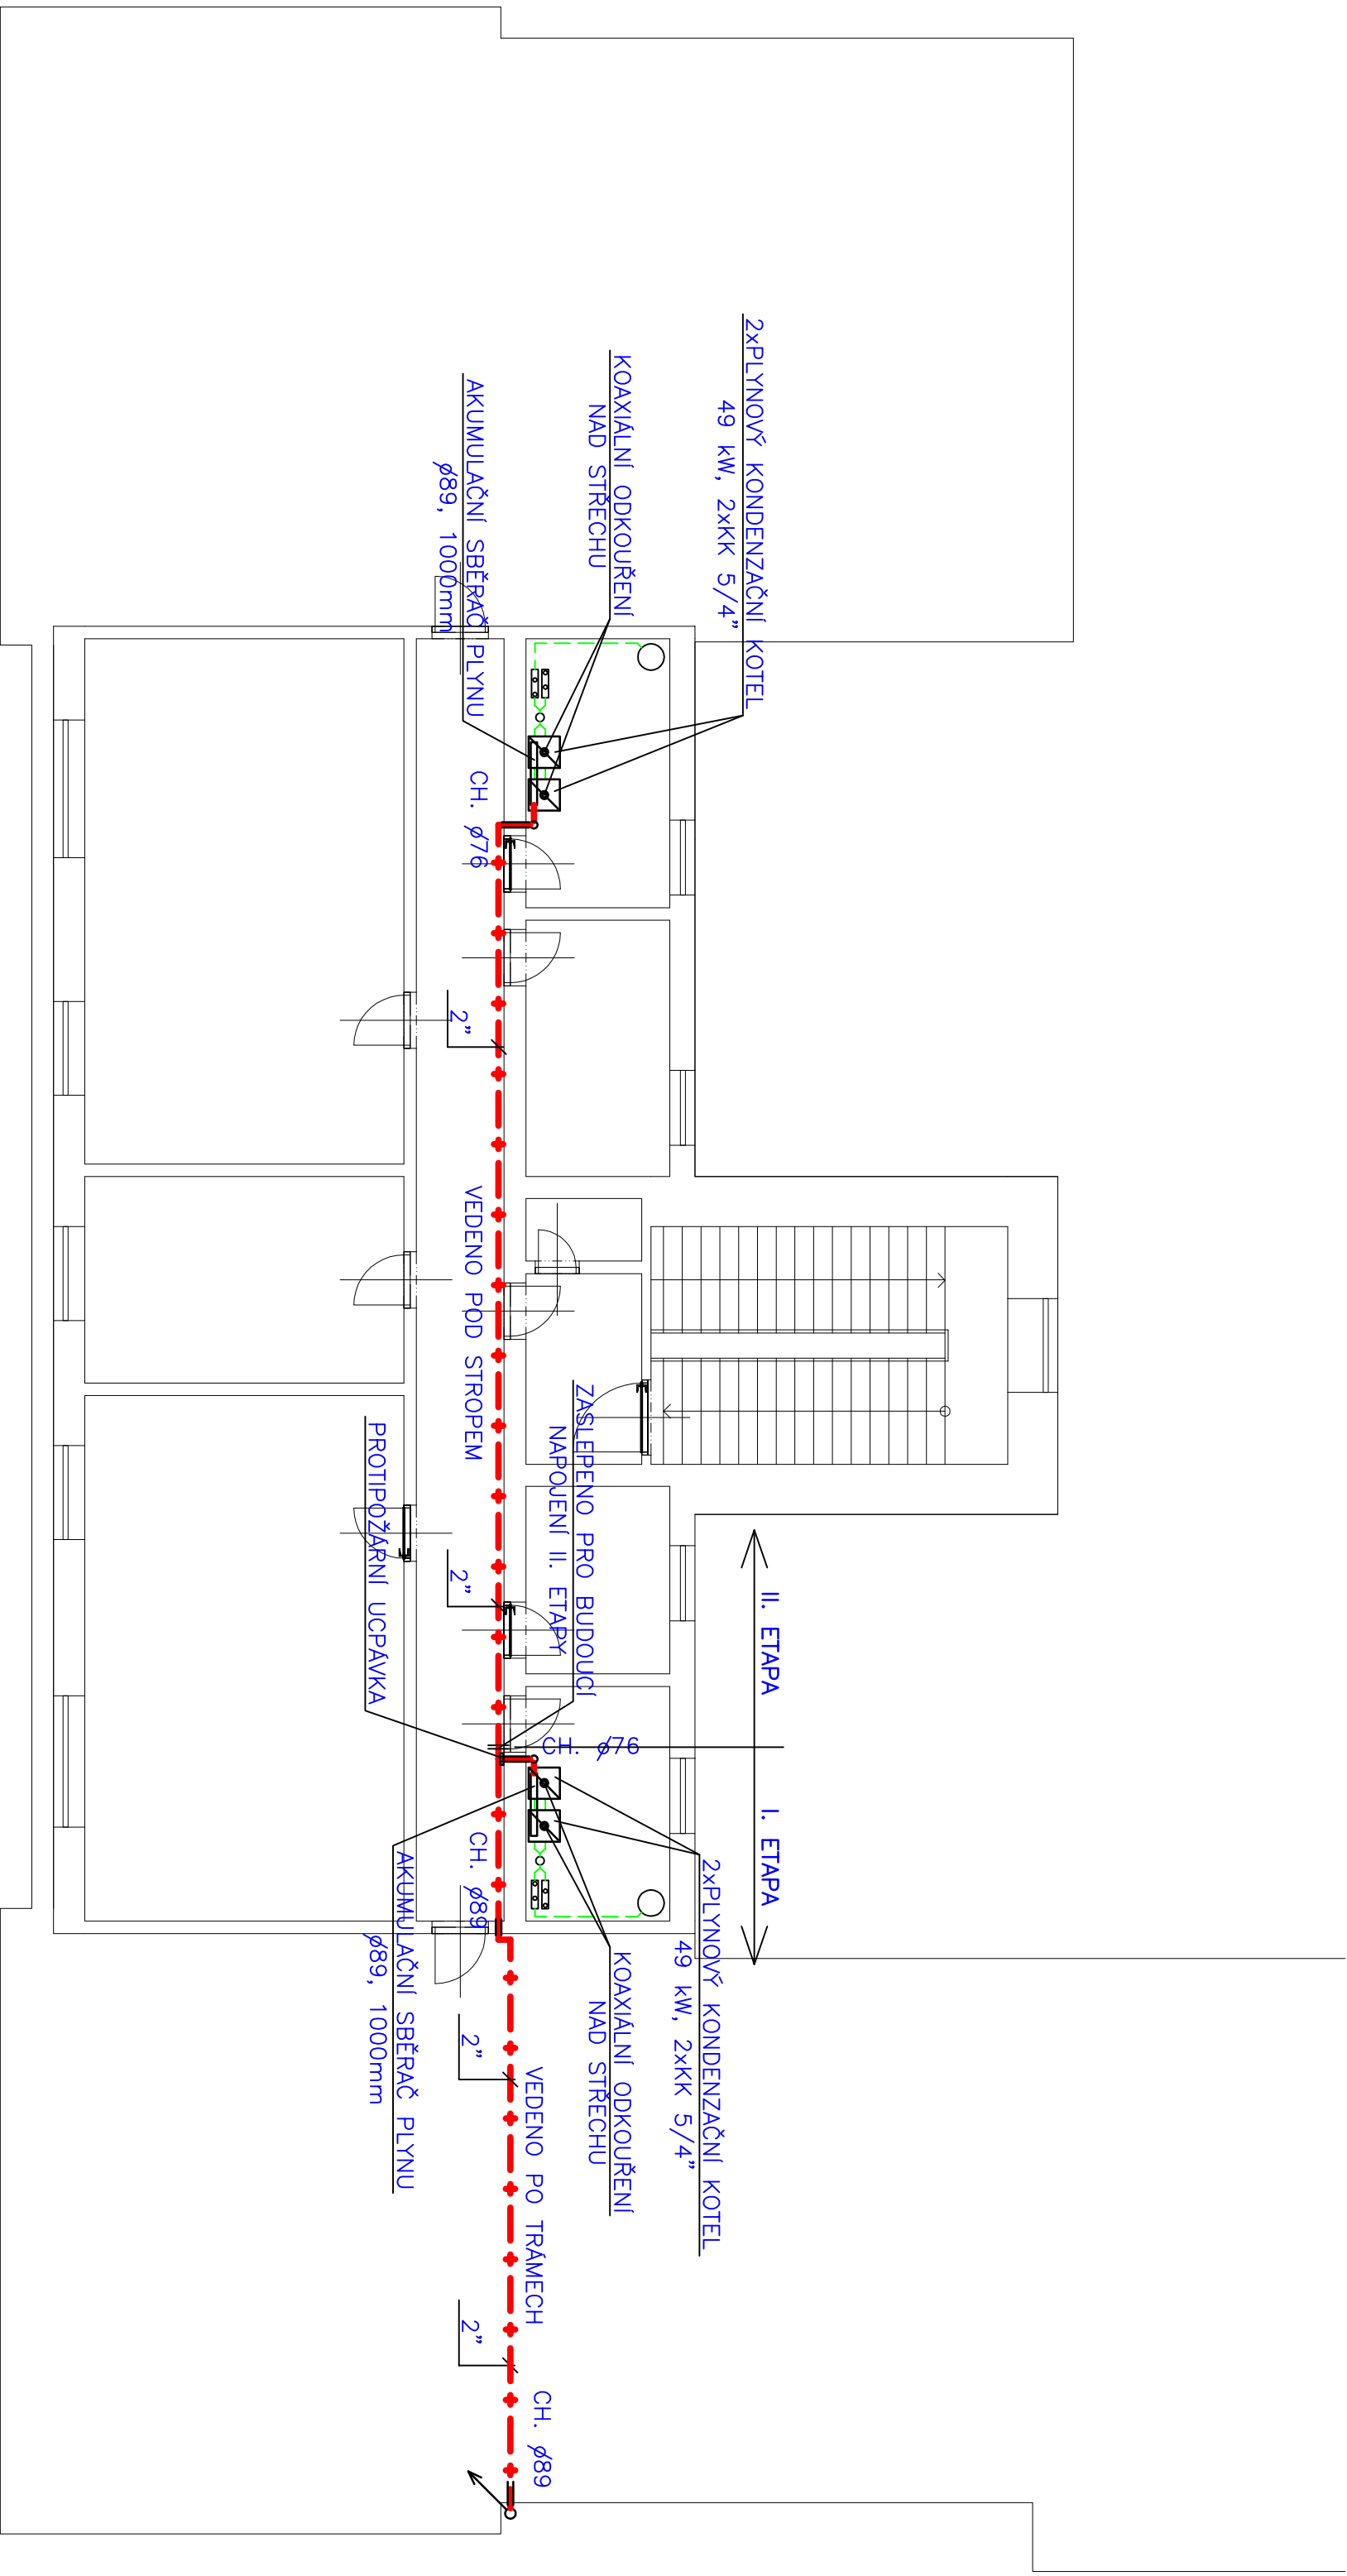 2xPLYNOVÝ KONDENZAČNÍ KOTEL
49 kW, 2xKK 5/4"
KOAXIÁLNÍ ODKOUŘENÍ
NAD STŘECHU
AKUMULAČNÍ SBĚRAČ PLYNU
ø89, 1000mm
CH. ø76
2"
VEDENO POD STROPEM
ZASLEPENO PRO BUDOUCÍ
NAPOJENÍ II. ETAPY
PROTIPOŽÁRNÍ UCPÁVKA
2"
II. ETAPA
I. ETAPA
CH. ø76
2xPLYNOVÝ KONDENZAČNÍ KOTEL
49 kW, 2xKK 5/4"
KOAXIÁLNÍ ODKOUŘENÍ
NAD STŘECHU
CH. ø89
AKUMULAČNÍ SBĚRAČ PLYNU
ø89, 1000mm
2"
VEDENO PO TRÁMECH
2"
CH. ø89